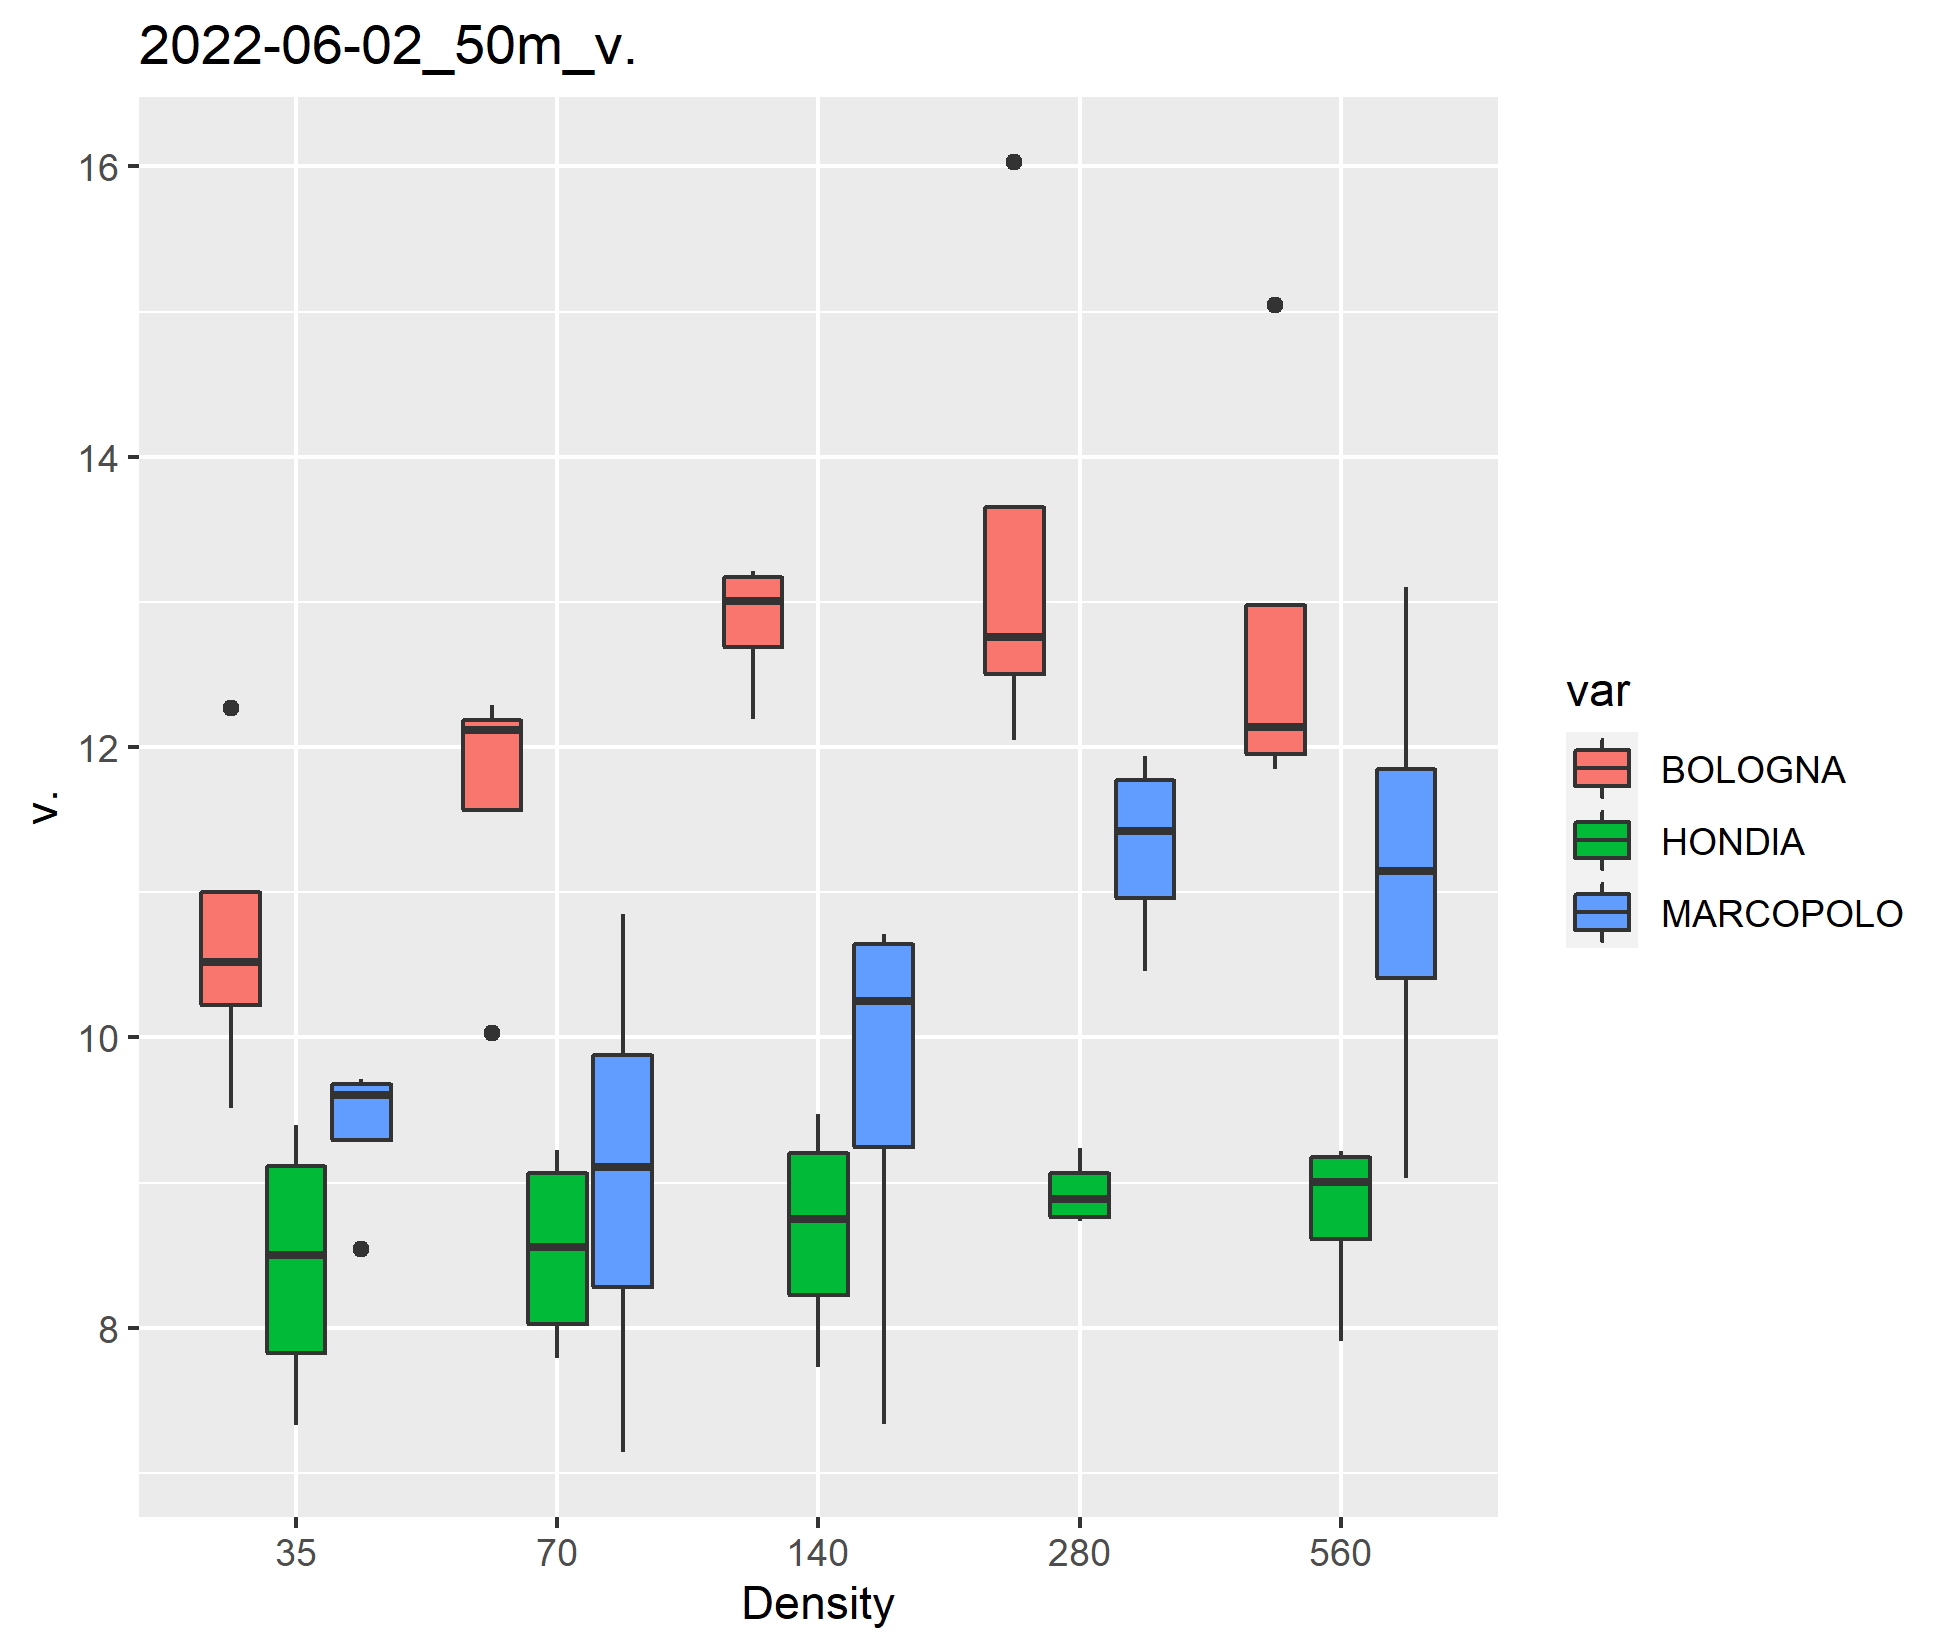 2022-06-02_50m_v.
16
14
12
10
8
v.
35 70 140 280 560
Density
var
BOLOGNA
HONDIA
MARCOPOLO